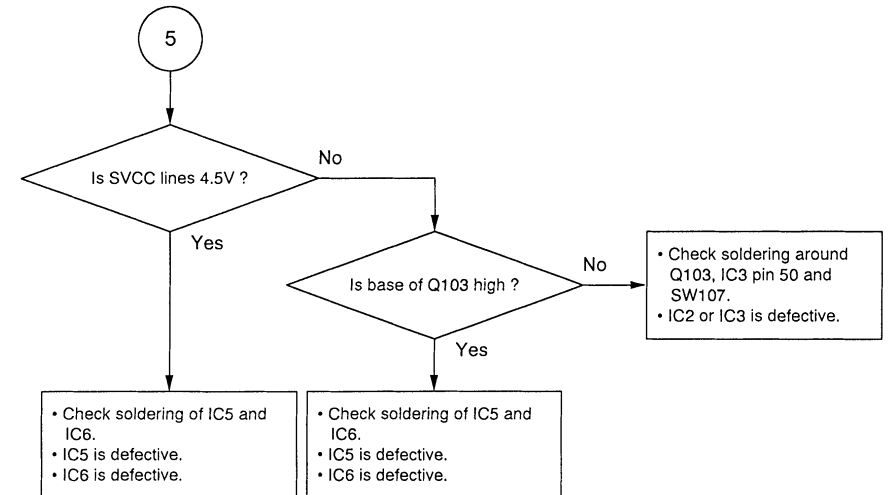 5
Is SVCC lines 4.5V ?
No
Yes
Is base of Q103 high ?
No
Yes
• Check soldering around
Q103, IC3 pin 50 and
SW107.
• IC2 or IC3 is defective.
• Check soldering of IC5 and
IC6.
• IC5 is defective.
• IC6 is defective.
• Check soldering of IC5 and
IC6.
• IC5 is defective.
• IC6 is defective.